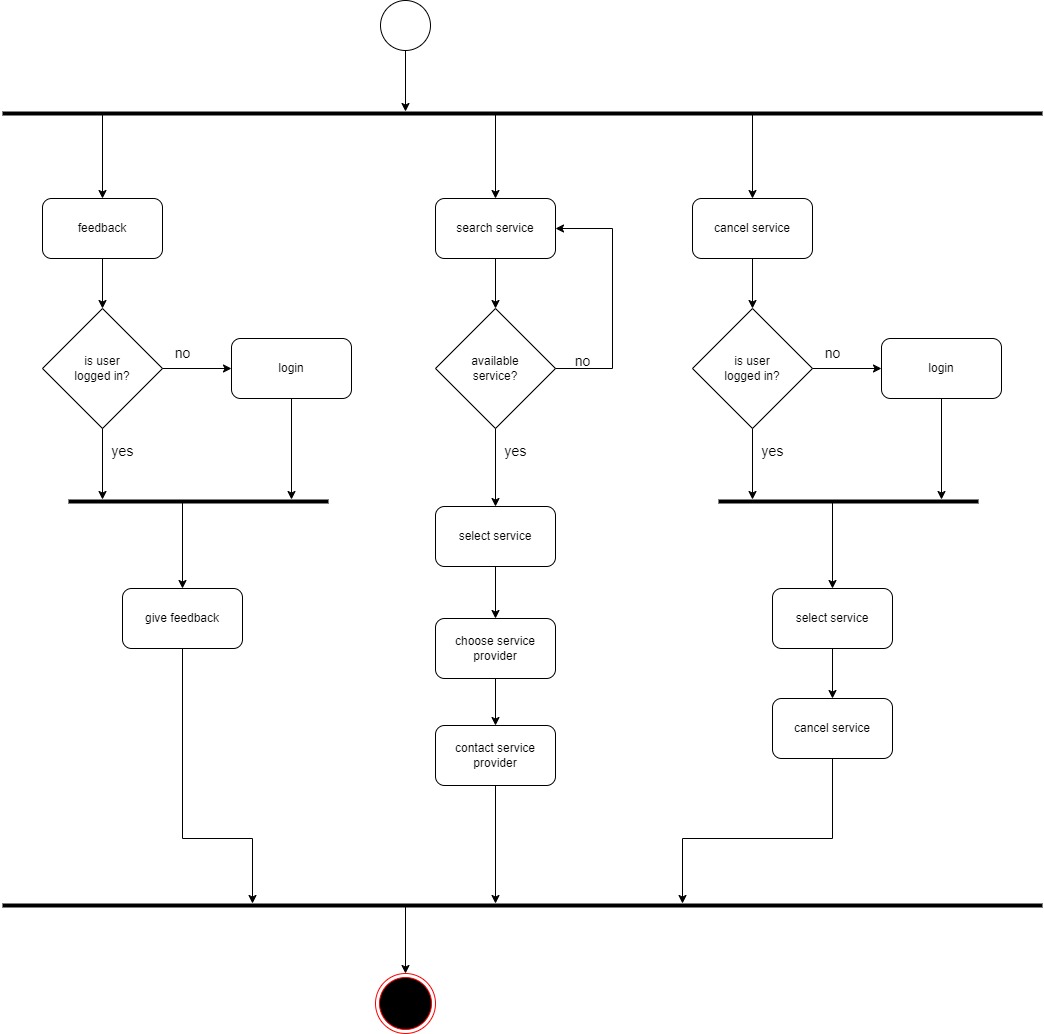 feedback
search service
cancel service
is user
logged in?
no
login
available
service?
no
is user
logged in?
no
login
yes
yes
yes
select service
give feedback
choose service
provider
select service
contact service
provider
cancel service